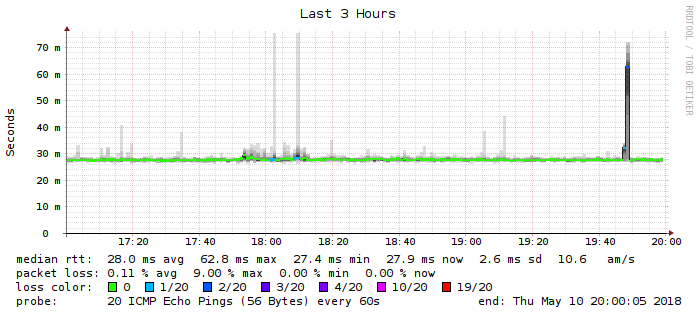 Last 3 Hours
RRDTOOL / TOBI OETIKER
Seconds
70 m
60 m
50 m
40 m
30 m
20 m
10 m
0
17:20 17:40 18:00 18:20 18:40 19:00 19:20 19:40 20:00
median rtt: 28.0 ms avg 62.8 ms max 27.4 ms min 27.9 ms now 2.6 ms sd 10.6 am/s
packet loss: 0.11 % avg 9.00 % max 0.00 % min 0.00 % now
loss color: 0 1/20 2/20 3/20 4/20 10/20 19/20
probe: 20 ICMP Echo Pings (56 Bytes) every 60s end: Thu May 10 20:00:05 2018